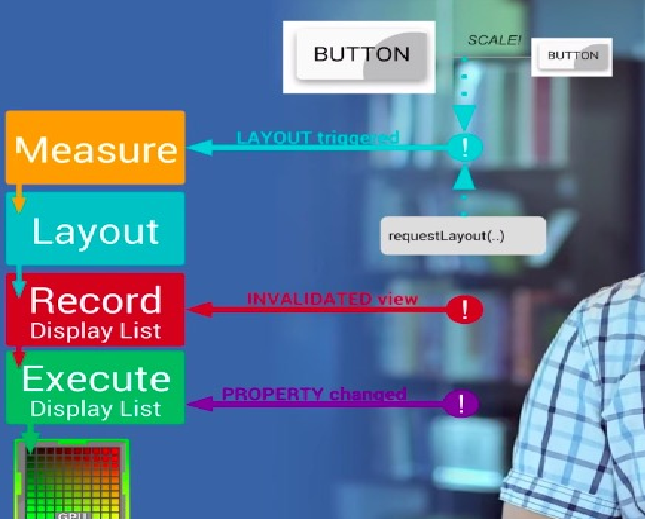 BUTTON
SCALE!
BUTTON
Measure
LAYOUT triggered
!
Layout
requestLayout(..)
Record
Display List
INVALIDATED view
!
Execute
Display List
PROPERTY changed
!
GPU